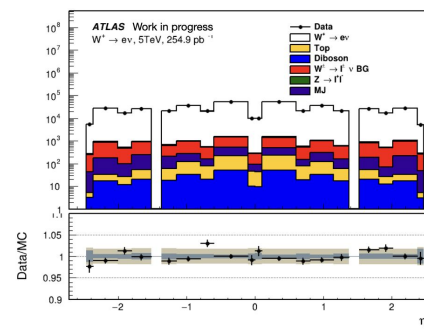 10⁸
10⁷
10⁶
10⁵
10⁴
10³
10²
10
1
ATLAS Work in progress
W⁺ → eν, 5TeV, 254.9 pb⁻¹
Data
W⁺ → eν
Top
Diboson
W± → l± ν BG
Z → l⁺l⁻
MJ
Data/MC
1.1
1.05
1
0.95
0.9
−2 −1 0 1 2
η